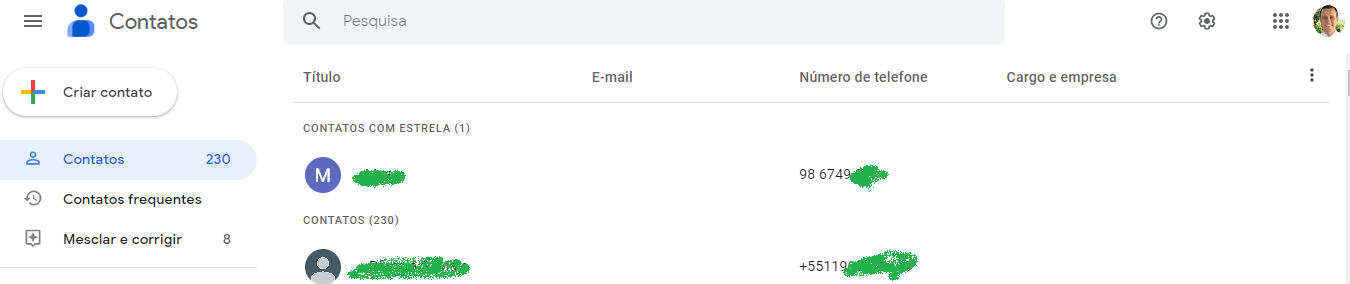 Contatos
Pesquisa
Criar contato
Título E-mail Número de telefone Cargo e empresa
CONTATOS COM ESTRELA (1)
Contatos 230
M 98 6749
Contatos frequentes
CONTATOS (230)
Mesclar e corrigir 8
+55119